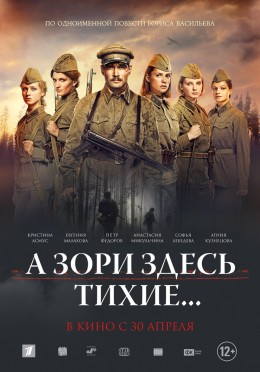 ПО ОДНОИМЕННОЙ ПОВЕСТИ БОРИСА ВАСИЛЬЕВА
КРИСТИНА ЕВГЕНИЯ ПЁТР АНАСТАСИЯ СОФЬЯ АГНИЯ
АСМУС МАЛАХОВА ФЁДОРОВ МИКУЛЬЧИНА ЛЕБЕДЕВА КУЗНЕЦОВА
А ЗОРИ ЗДЕСЬ
ТИХИЕ...
В КИНО С 30 АПРЕЛЯ
12+